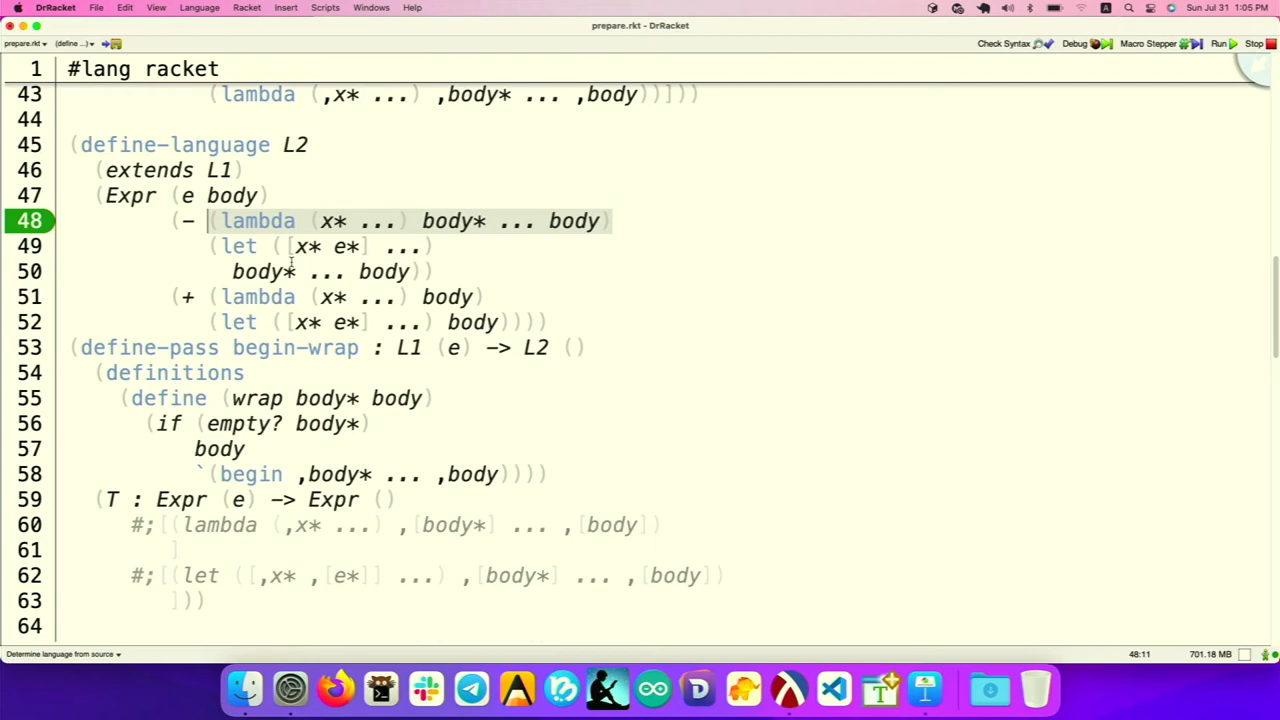 DrRacket File Edit View Language Racket Insert Scripts Windows Help Sun Jul 31 1:05 PM
prepare.rkt - DrRacket
prepare.rkt (define ...) Check Syntax Debug Macro Stepper Run Stop
1 #lang racket
43 (lambda (,x* ...) ,body* ... ,body))]))
44
45 (define-language L2
46 (extends L1)
47 (Expr (e body)
48 (- (lambda (x* ...) body* ... body)
49 (let ([x* e*] ...)
50 body* ... body))
51 (+ (lambda (x* ...) body)
52 (let ([x* e*] ...) body))))
53 (define-pass begin-wrap : L1 (e) -> L2 ()
54 (definitions
55 (define (wrap body* body)
56 (if (empty? body*)
57 body
58 `(begin ,body* ... ,body))))
59 (T : Expr (e) -> Expr ()
60 #;[(lambda (,x* ...) ,[body*] ... ,[body])
61 ]
62 #;[(let ([,x* ,[e*]] ...) ,[body*] ... ,[body])
63 ]))
64
Determine language from source 48:11 701.18 MB